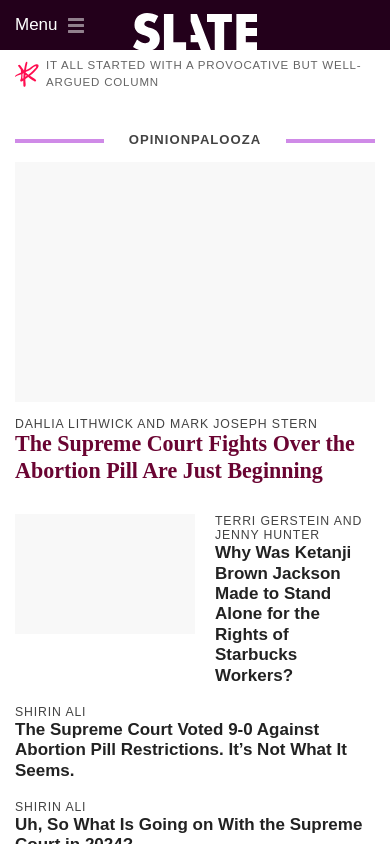 Menu
SLATE
IT ALL STARTED WITH A PROVOCATIVE BUT WELL-
ARGUED COLUMN
OPINIONPALOOZA
DAHLIA LITHWICK AND MARK JOSEPH STERN
The Supreme Court Fights Over the
Abortion Pill Are Just Beginning
TERRI GERSTEIN AND
JENNY HUNTER
Why Was Ketanji
Brown Jackson
Made to Stand
Alone for the
Rights of
Starbucks
Workers?
SHIRIN ALI
The Supreme Court Voted 9-0 Against
Abortion Pill Restrictions. It’s Not What It
Seems.
SHIRIN ALI
Uh, So What Is Going on With the Supreme
Court in 2024?